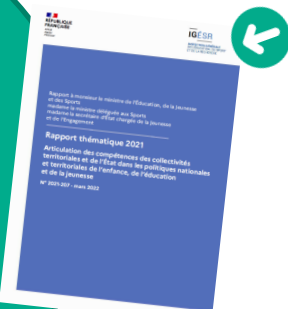 RÉPUBLIQUE
FRANÇAISE
IGÉSR
Rapport à monsieur le ministre de l'Éducation, de la Jeunesse
et des Sports
madame la ministre déléguée aux Sports
madame la secrétaire d'État chargée de la Jeunesse
et de l'Engagement
Rapport thématique 2021
Articulation des compétences des collectivités
territoriales et de l'État dans les politiques nationales
et territoriales de l'enfance, de l'éducation
et de la jeunesse
N° 2021-207 - mars 2022